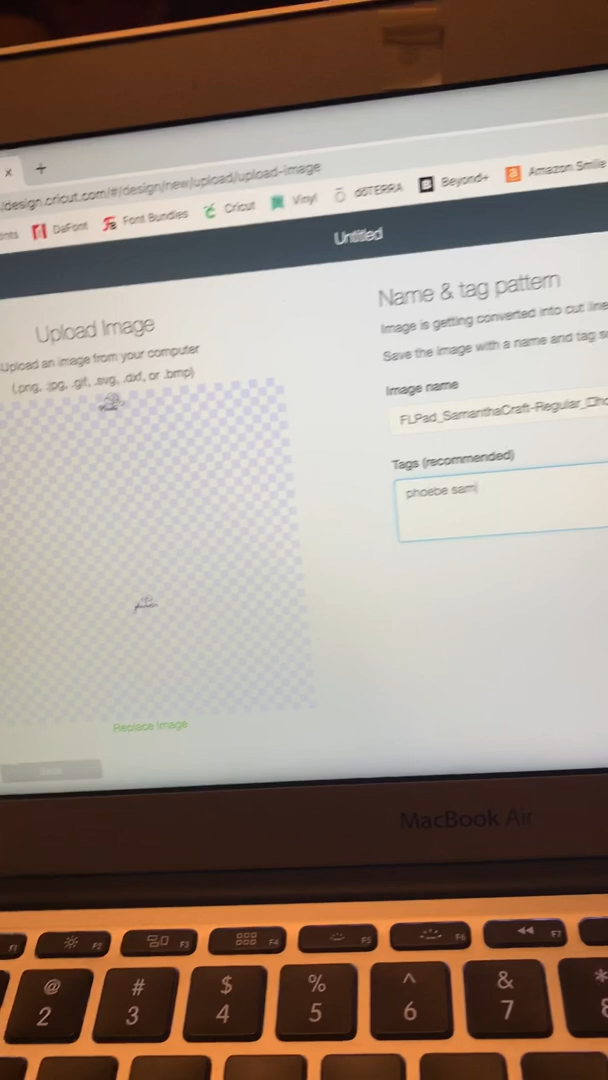 /design.cricut.com/#/design/new/upload/upload-image
DaFont
Font Bundles
Cricut
Vinyl
dōTERRA
Beyond+
Amazon Smile
Untitled
Upload Image
Upload an image from your computer
(.png, .jpg, .gif, .svg, .dxf, or .bmp)
Replace Image
Name & tag pattern
Image is getting converted into cut line
Save the image with a name and tag
Image name
FLPad_SamanthaCraft-Regular_
Tags (recommended)
phoebe sam
MacBook Air
F1 F2 F3 F4 F5 F6 F7
@ # $ % ^ & *
2 3 4 5 6 7 8